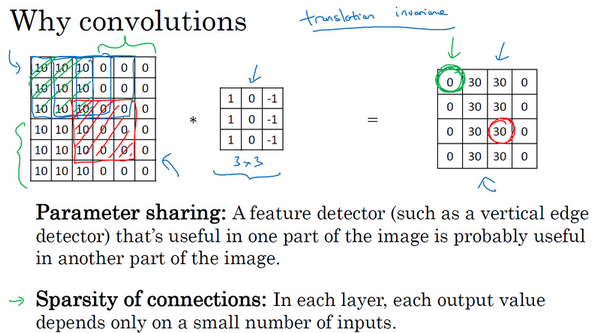 Why convolutions
translation invariance
10 10 10 0 0 0
10 10 10 0 0 0
10 10 10 0 0 0
10 10 10 0 0 0
10 10 10 0 0 0
10 10 10 0 0 0
*
1 0 -1
1 0 -1
1 0 -1
3×3
=
0 30 30 0
0 30 30 0
0 30 30 0
0 30 30 0
Parameter sharing: A feature detector (such as a vertical edge
detector) that's useful in one part of the image is probably useful
in another part of the image.
→ Sparsity of connections: In each layer, each output value
depends only on a small number of inputs.